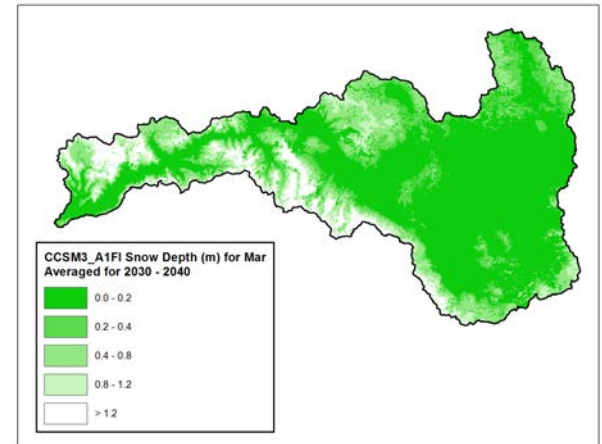 CCSM3_A1FI Snow Depth (m) for Mar
Averaged for 2030 - 2040
0.0 - 0.2
0.2 - 0.4
0.4 - 0.8
0.8 - 1.2
> 1.2